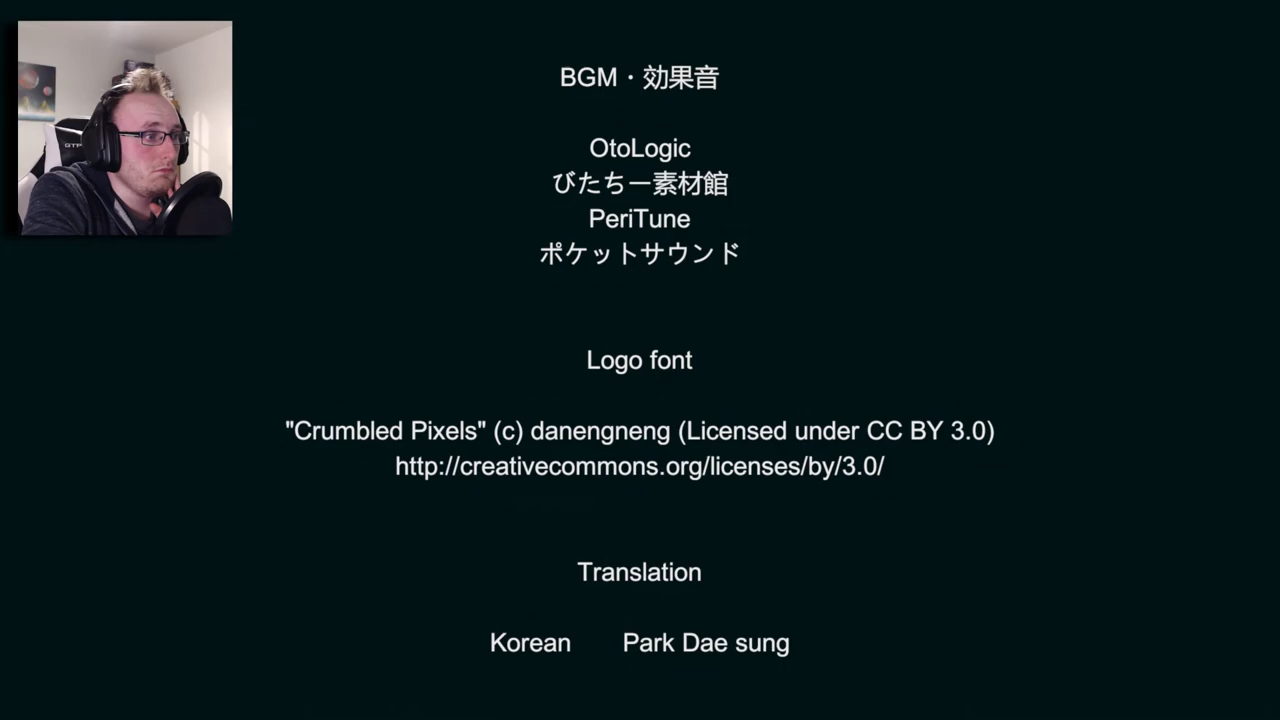 BGM・効果音
OtoLogic
びたちー素材館
PeriTune
ポケットサウンド
Logo font
"Crumbled Pixels" (c) danengneng (Licensed under CC BY 3.0)
http://creativecommons.org/licenses/by/3.0/
Translation
Korean Park Dae sung